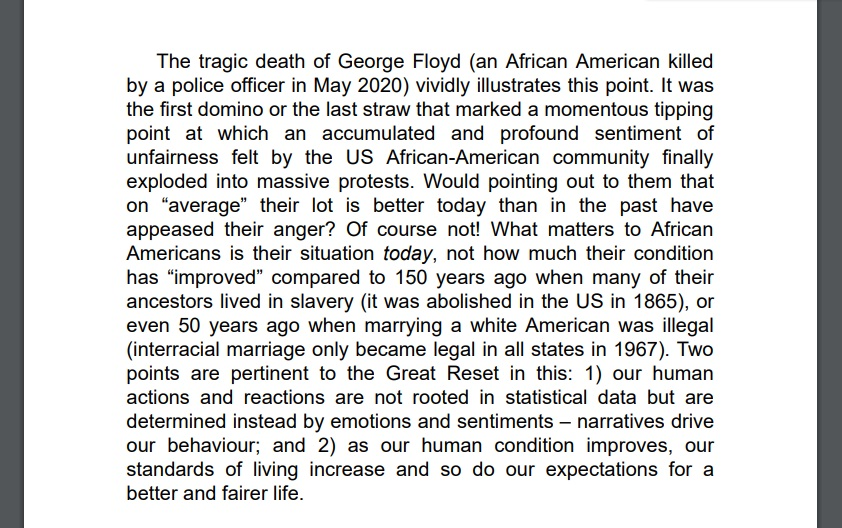 The tragic death of George Floyd (an African American killed
by a police officer in May 2020) vividly illustrates this point. It was
the first domino or the last straw that marked a momentous tipping
point at which an accumulated and profound sentiment of
unfairness felt by the US African-American community finally
exploded into massive protests. Would pointing out to them that
on “average” their lot is better today than in the past have
appeased their anger? Of course not! What matters to African
Americans is their situation today, not how much their condition
has “improved” compared to 150 years ago when many of their
ancestors lived in slavery (it was abolished in the US in 1865), or
even 50 years ago when marrying a white American was illegal
(interracial marriage only became legal in all states in 1967). Two
points are pertinent to the Great Reset in this: 1) our human
actions and reactions are not rooted in statistical data but are
determined instead by emotions and sentiments – narratives drive
our behaviour; and 2) as our human condition improves, our
standards of living increase and so do our expectations for a
better and fairer life.